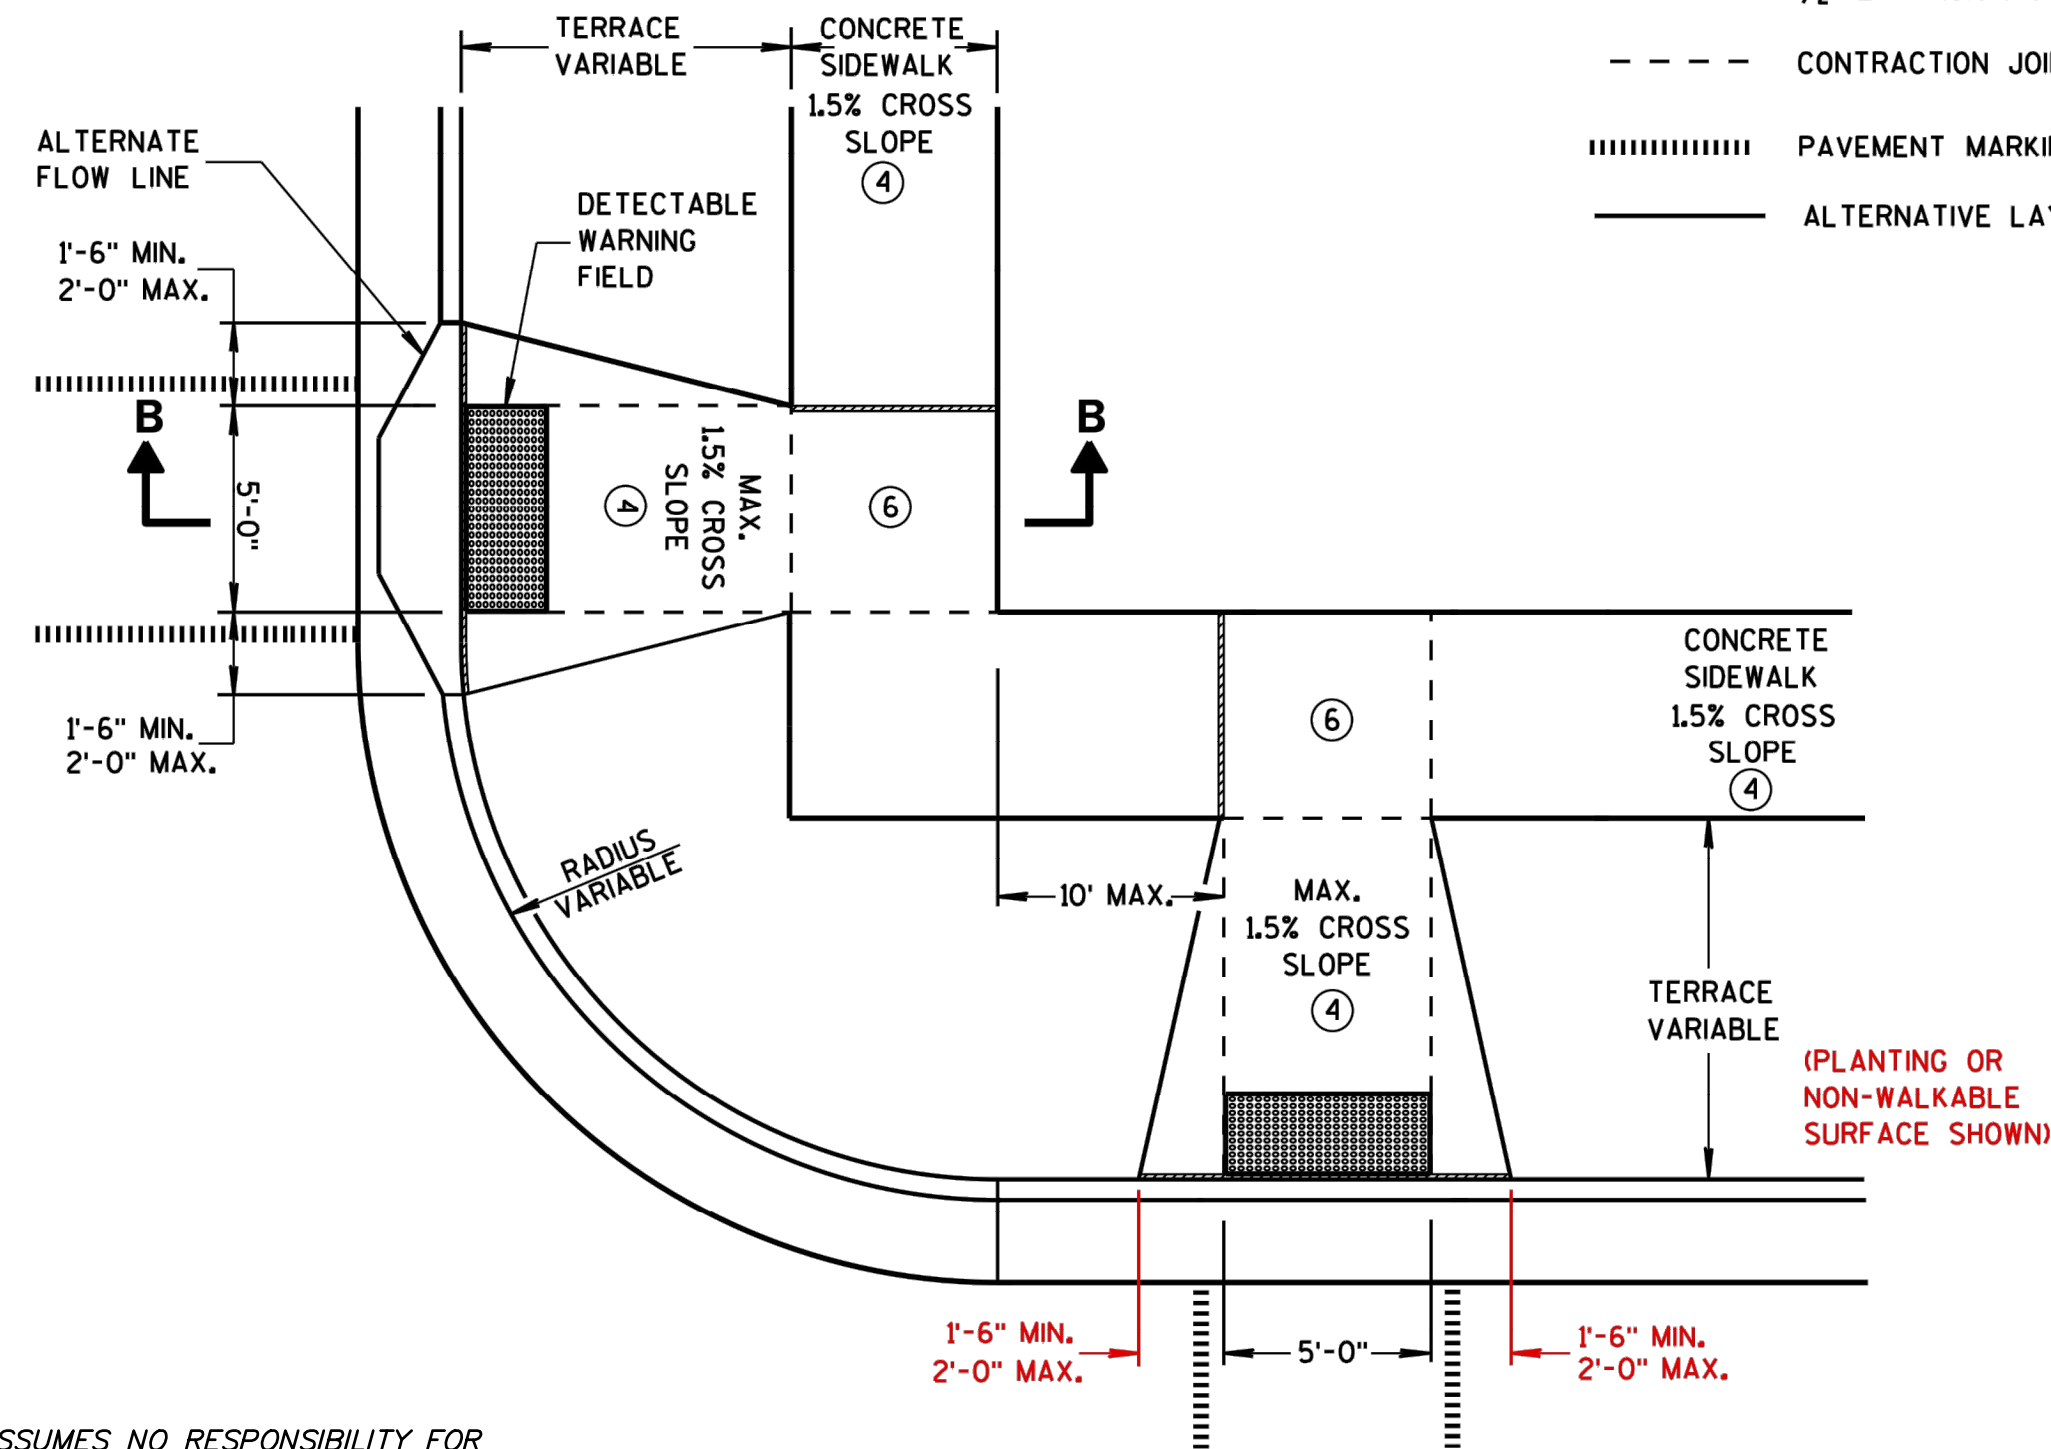 TERRACE
VARIABLE
CONCRETE
SIDEWALK
1.5% CROSS
SLOPE
4
CONTRACTION
PAVEMENT
ALTERNATIVE
ALTERNATE
FLOW LINE
1'-6" MIN.
2'-0" MAX.
DETECTABLE
WARNING
FIELD
B
B
5'-0"
4
MAX.
1.5% CROSS
SLOPE
6
1'-6" MIN.
2'-0" MAX.
CONCRETE
SIDEWALK
1.5% CROSS
SLOPE
4
6
RADIUS
VARIABLE
10' MAX.
MAX.
1.5% CROSS
SLOPE
4
TERRACE
VARIABLE
(PLANTING OR
NON-WALKABLE
SURFACE SHOWN)
1'-6" MIN.
2'-0" MAX.
5'-0"
1'-6" MIN.
2'-0" MAX.
SSUMES NO RESPONSIBILITY FOR